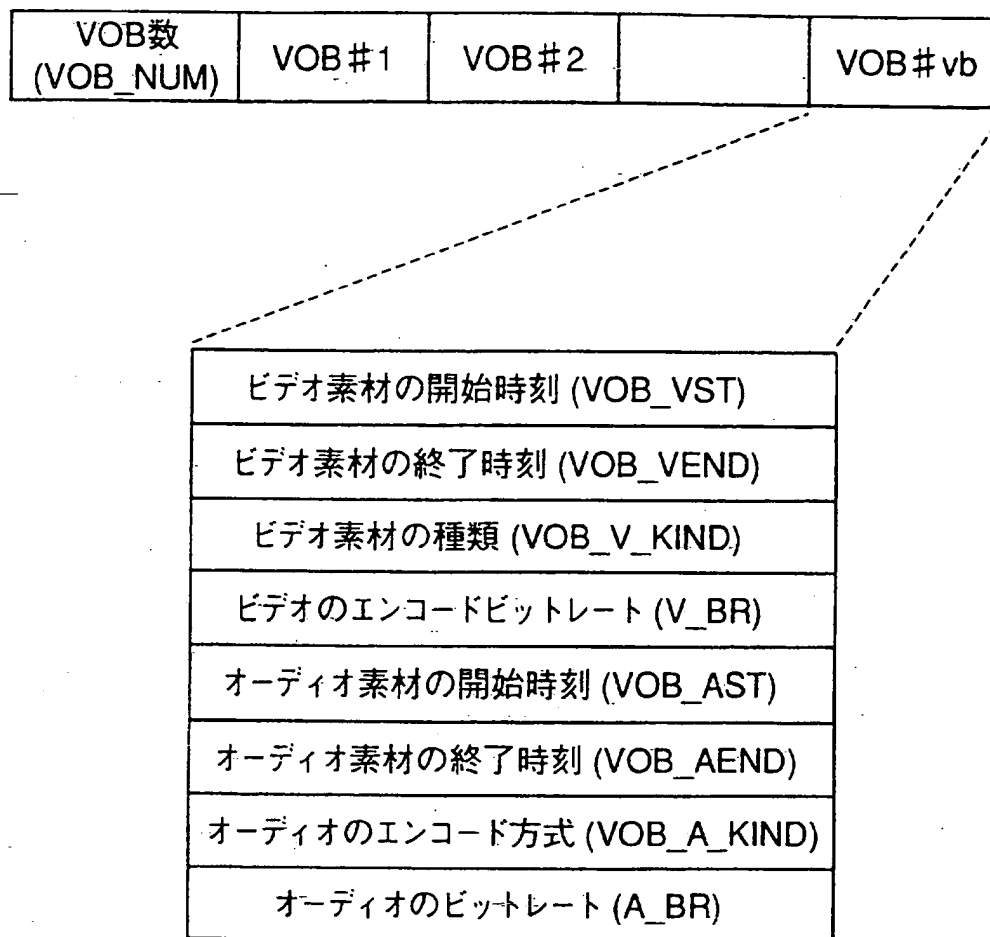 VOB数
(VOB_NUM)
VOB#1
VOB#2
VOB#vb
ビデオ素材の開始時刻 (VOB_VST)
ビデオ素材の終了時刻 (VOB_VEND)
ビデオ素材の種類 (VOB_V_KIND)
ビデオのエンコードビットレート (V_BR)
オーディオ素材の開始時刻 (VOB_AST)
オーディオ素材の終了時刻 (VOB_AEND)
オーディオのエンコード方式 (VOB_A_KIND)
オーディオのビットレート (A_BR)